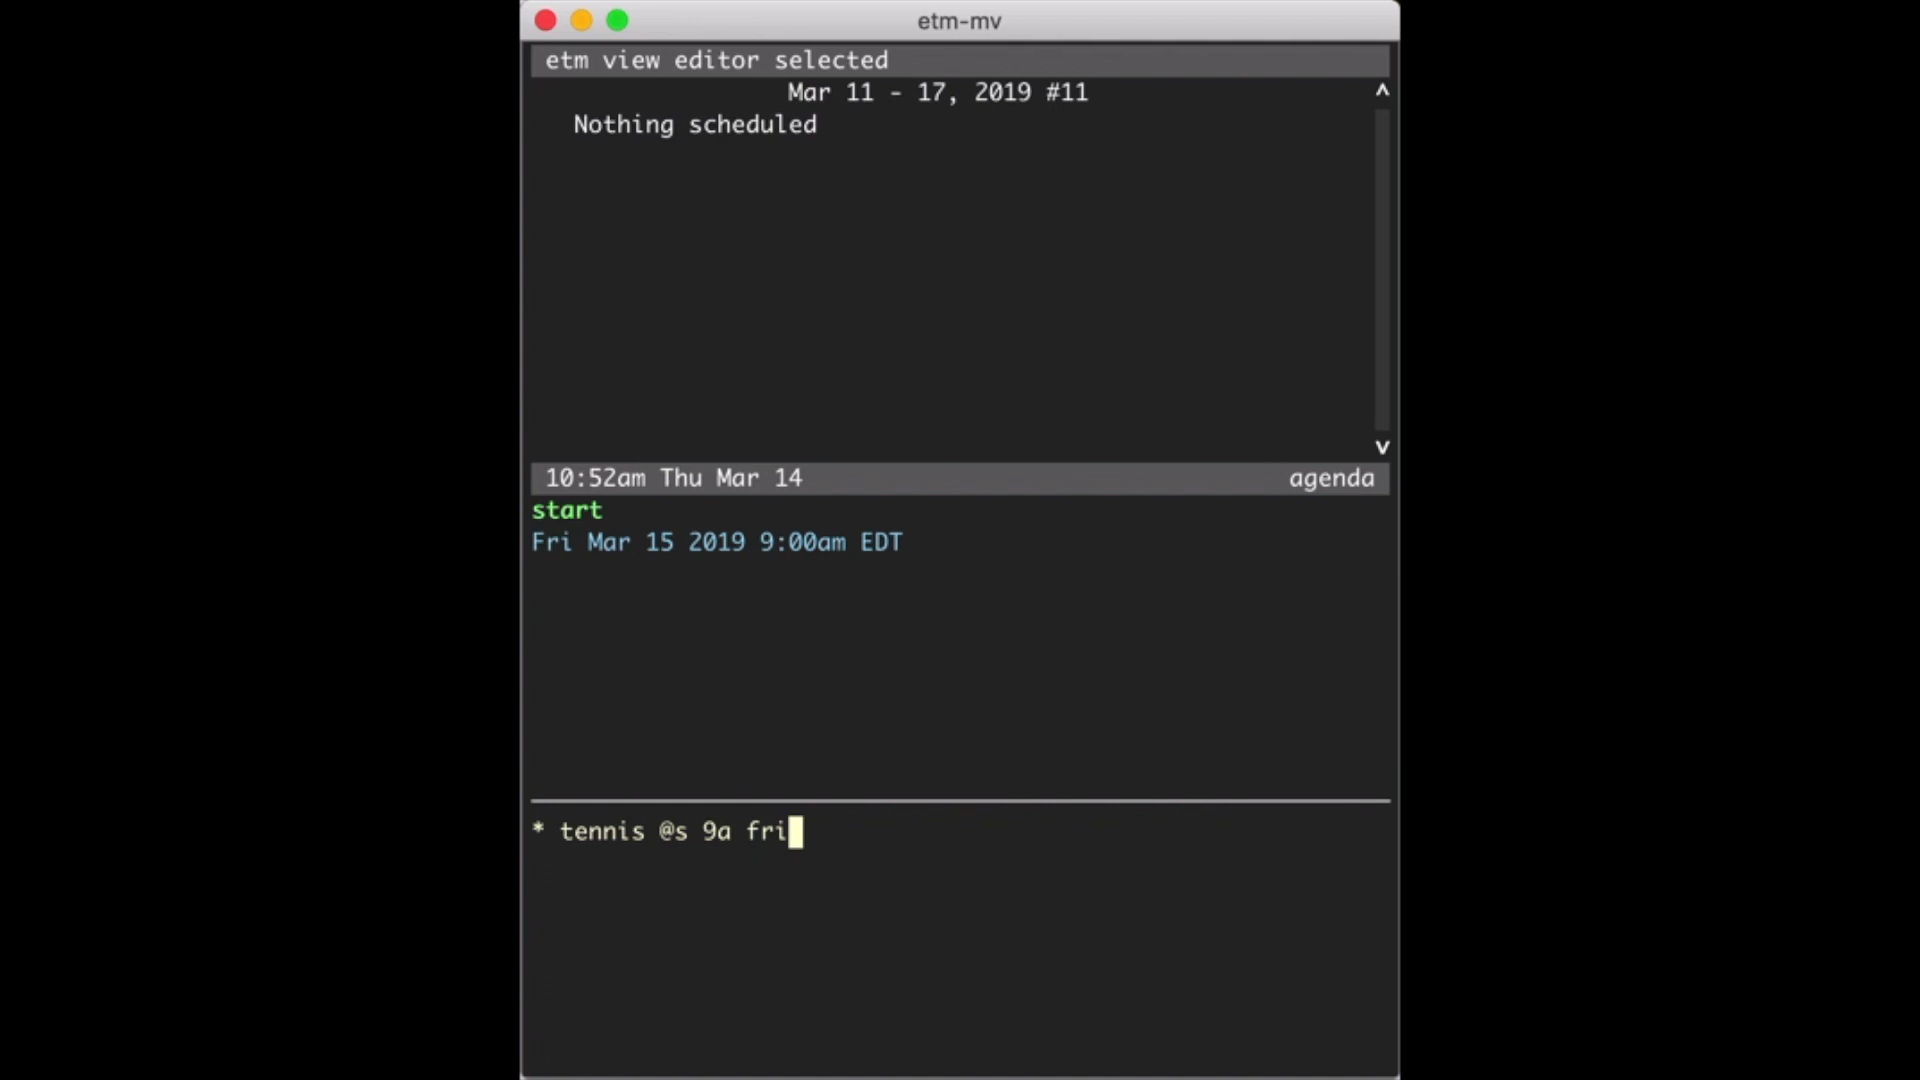 etm-mv
etm view editor selected
Mar 11 - 17, 2019 #11
^
Nothing scheduled
v
10:52am Thu Mar 14 agenda
start
Fri Mar 15 2019 9:00am EDT
* tennis @s 9a fri